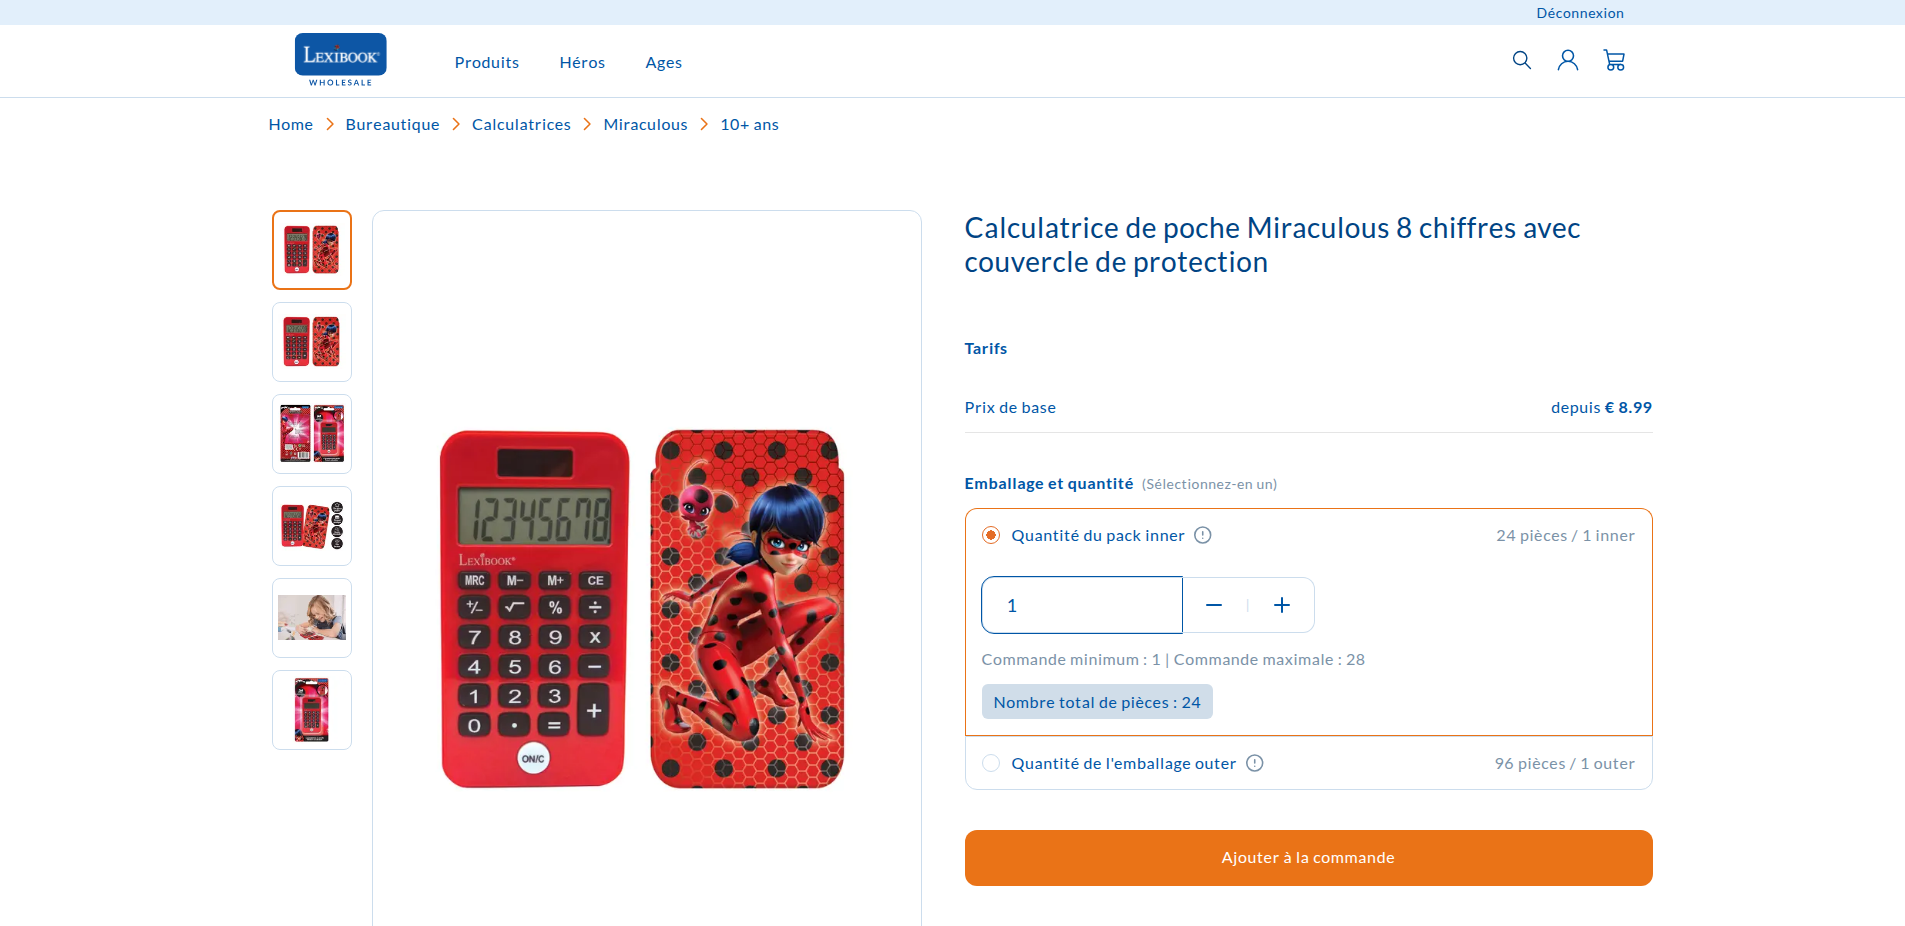 Déconnexion
LEXIBOOK®
WHOLESALE
Produits
Héros
Ages
Home
Bureautique
Calculatrices
Miraculous
10+ ans
Calculatrice de poche Miraculous 8 chiffres avec
couvercle de protection
Tarifs
Prix de base
depuis € 8.99
Emballage et quantité (Sélectionnez-en un)
Quantité du pack inner
24 pièces / 1 inner
1
Commande minimum : 1 | Commande maximale : 28
Nombre total de pièces : 24
Quantité de l'emballage outer
96 pièces / 1 outer
Ajouter à la commande
12345678
LEXIBOOK®
MRC M− M+ CE
+/− √ % ÷
7 8 9 x
4 5 6 −
1 2 3
+
0 . =
ON/C